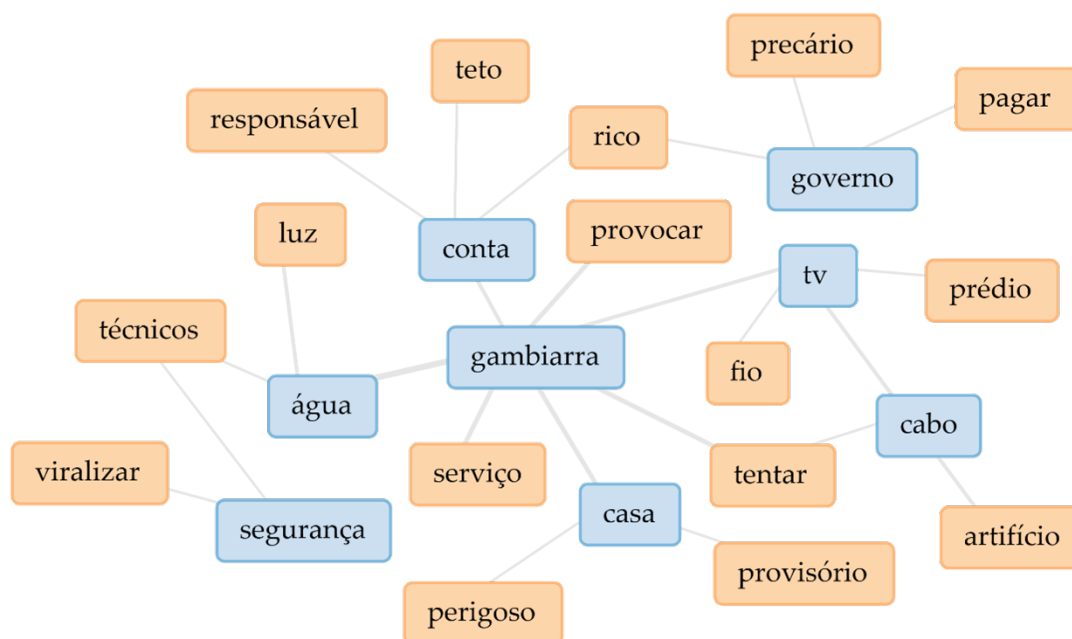 precário
teto
pagar
responsável
rico
governo
luz
provocar
conta
tv
prédio
técnicos
gambiarra
fio
água
cabo
viralizar
serviço
tentar
casa
segurança
artifício
provisório
perigoso